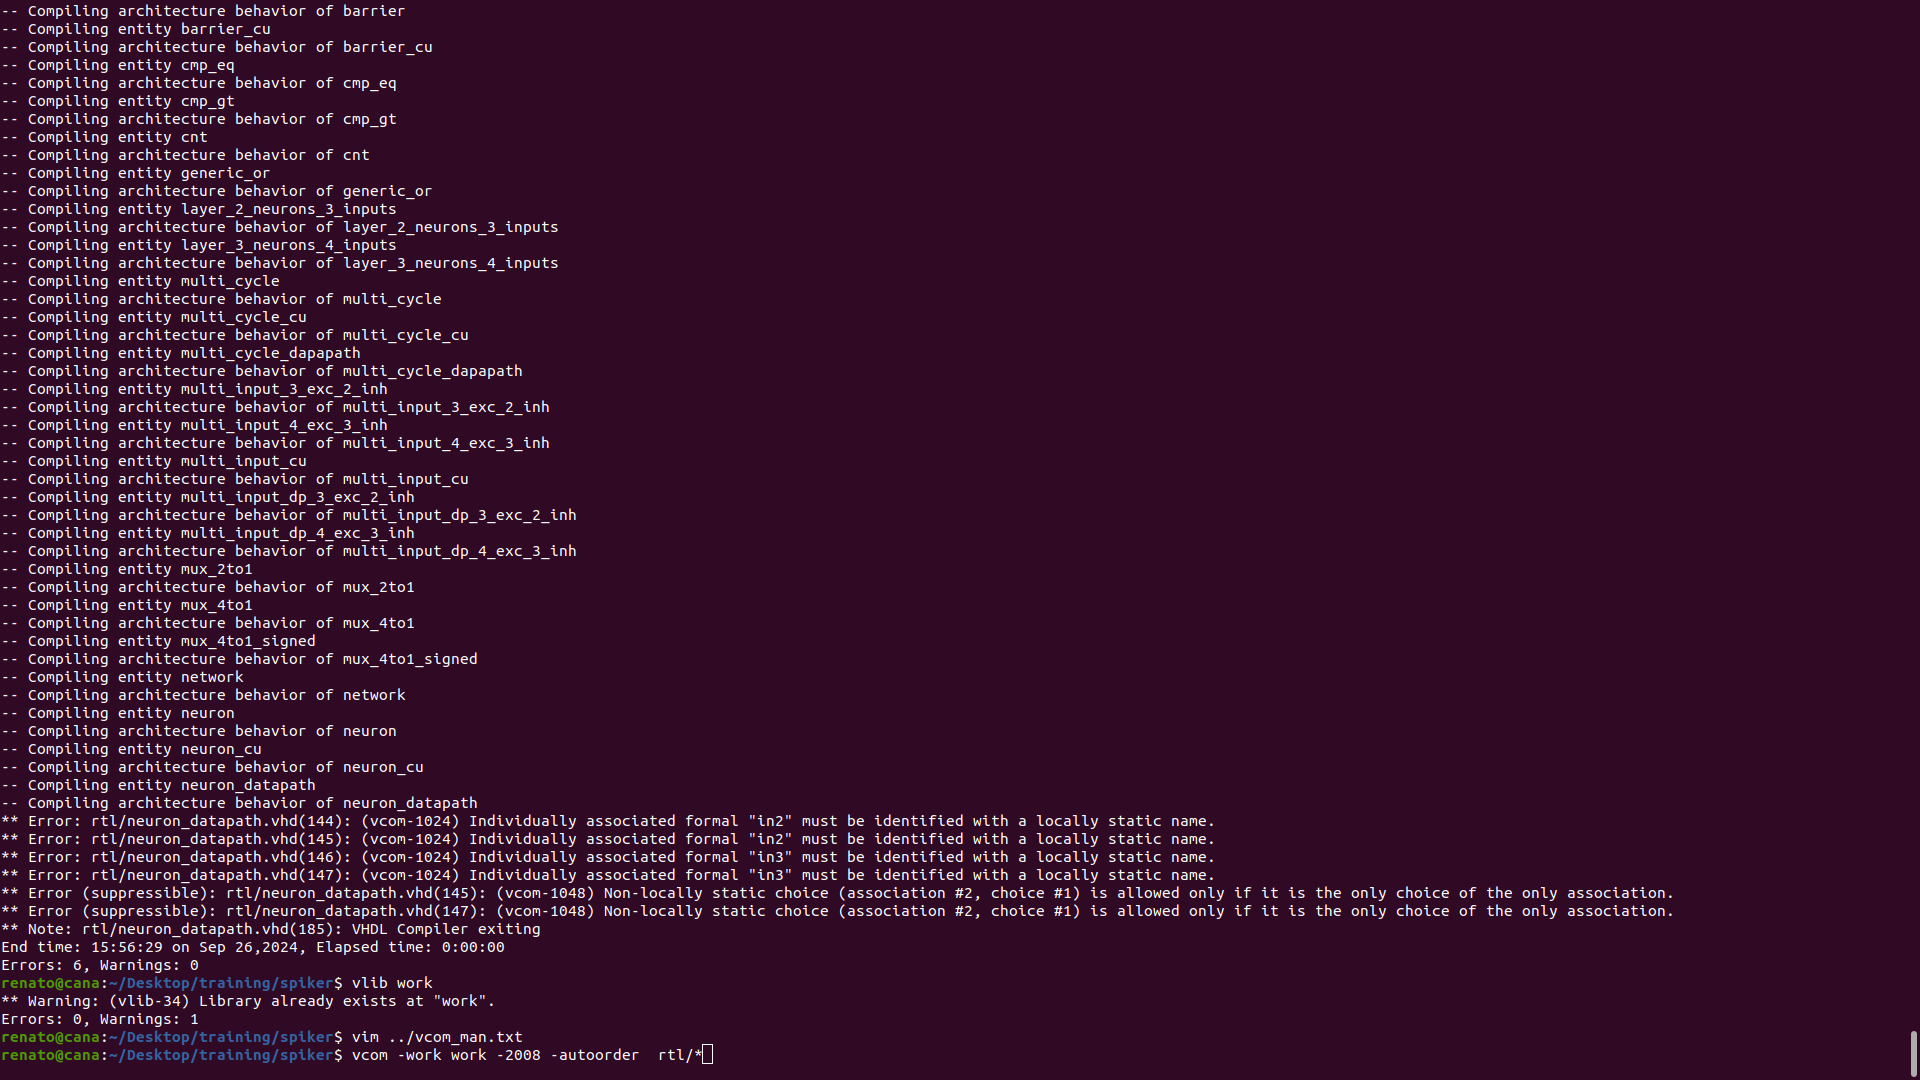 -- Compiling architecture behavior of barrier
-- Compiling entity barrier_cu
-- Compiling architecture behavior of barrier_cu
-- Compiling entity cmp_eq
-- Compiling architecture behavior of cmp_eq
-- Compiling entity cmp_gt
-- Compiling architecture behavior of cmp_gt
-- Compiling entity cnt
-- Compiling architecture behavior of cnt
-- Compiling entity generic_or
-- Compiling architecture behavior of generic_or
-- Compiling entity layer_2_neurons_3_inputs
-- Compiling architecture behavior of layer_2_neurons_3_inputs
-- Compiling entity layer_3_neurons_4_inputs
-- Compiling architecture behavior of layer_3_neurons_4_inputs
-- Compiling entity multi_cycle
-- Compiling architecture behavior of multi_cycle
-- Compiling entity multi_cycle_cu
-- Compiling architecture behavior of multi_cycle_cu
-- Compiling entity multi_cycle_dapapath
-- Compiling architecture behavior of multi_cycle_dapapath
-- Compiling entity multi_input_3_exc_2_inh
-- Compiling architecture behavior of multi_input_3_exc_2_inh
-- Compiling entity multi_input_4_exc_3_inh
-- Compiling architecture behavior of multi_input_4_exc_3_inh
-- Compiling entity multi_input_cu
-- Compiling architecture behavior of multi_input_cu
-- Compiling entity multi_input_dp_3_exc_2_inh
-- Compiling architecture behavior of multi_input_dp_3_exc_2_inh
-- Compiling entity multi_input_dp_4_exc_3_inh
-- Compiling architecture behavior of multi_input_dp_4_exc_3_inh
-- Compiling entity mux_2to1
-- Compiling architecture behavior of mux_2to1
-- Compiling entity mux_4to1
-- Compiling architecture behavior of mux_4to1
-- Compiling entity mux_4to1_signed
-- Compiling architecture behavior of mux_4to1_signed
-- Compiling entity network
-- Compiling architecture behavior of network
-- Compiling entity neuron
-- Compiling architecture behavior of neuron
-- Compiling entity neuron_cu
-- Compiling architecture behavior of neuron_cu
-- Compiling entity neuron_datapath
-- Compiling architecture behavior of neuron_datapath
** Error: rtl/neuron_datapath.vhd(144): (vcom-1024) Individually associated formal "in2" must be identified with a locally static name.
** Error: rtl/neuron_datapath.vhd(145): (vcom-1024) Individually associated formal "in2" must be identified with a locally static name.
** Error: rtl/neuron_datapath.vhd(146): (vcom-1024) Individually associated formal "in3" must be identified with a locally static name.
** Error: rtl/neuron_datapath.vhd(147): (vcom-1024) Individually associated formal "in3" must be identified with a locally static name.
** Error (suppressible): rtl/neuron_datapath.vhd(145): (vcom-1048) Non-locally static choice (association #2, choice #1) is allowed only if it is the only choice of the only association.
** Error (suppressible): rtl/neuron_datapath.vhd(147): (vcom-1048) Non-locally static choice (association #2, choice #1) is allowed only if it is the only choice of the only association.
** Note: rtl/neuron_datapath.vhd(185): VHDL Compiler exiting
End time: 15:56:29 on Sep 26,2024, Elapsed time: 0:00:00
Errors: 6, Warnings: 0
renato@cana:~/Desktop/training/spiker$ vlib work
** Warning: (vlib-34) Library already exists at "work".
Errors: 0, Warnings: 1
renato@cana:~/Desktop/training/spiker$ vim ../vcom_man.txt
renato@cana:~/Desktop/training/spiker$ vcom -work work -2008 -autoorder  rtl/*